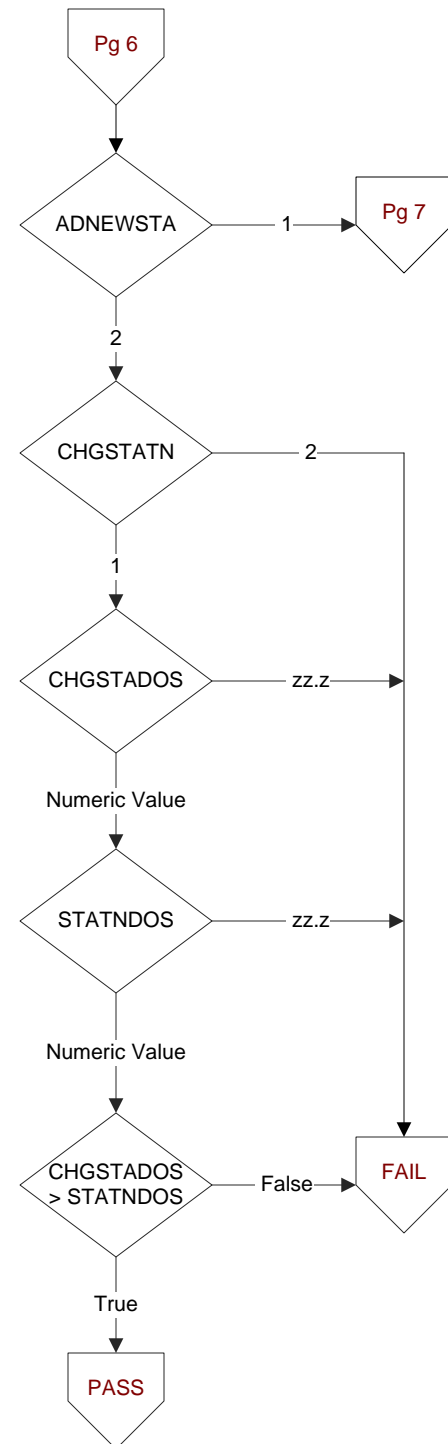 Pg 6
ADNEWSTA
1
Pg 7
2
CHGSTATN
2
1
CHGSTADOS
zz.z
Numeric Value
STATNDOS
zz.z
Numeric Value
CHGSTADOS
> STATNDOS
False
FAIL
True
PASS